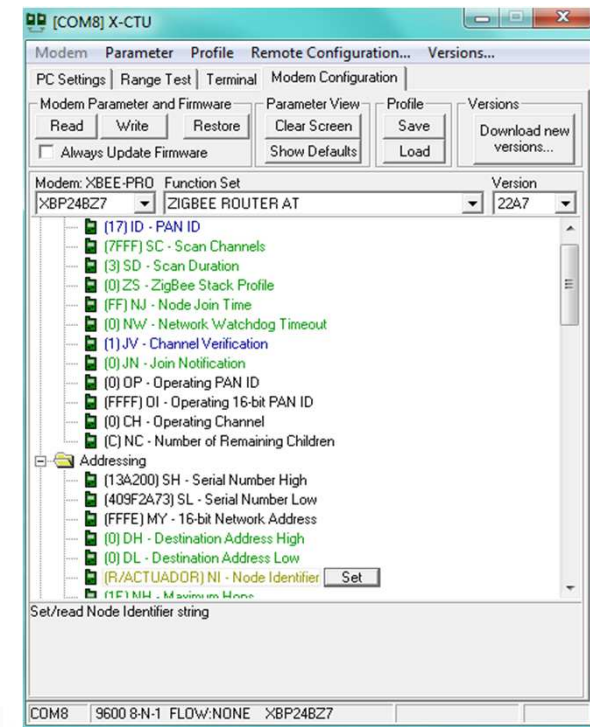 [COM8] X-CTU
Modem Parameter Profile Remote Configuration... Versions...
PC Settings Range Test Terminal Modem Configuration
Modem Parameter and Firmware Parameter View Profile Versions
Read Write Restore Clear Screen Save Download new versions...
Always Update Firmware Show Defaults Load
Modem: XBEE-PRO Function Set Version
XBP24BZ7 ZIGBEE ROUTER AT 22A7
(17) ID - PAN ID
(7FFF) SC - Scan Channels
(3) SD - Scan Duration
(0) ZS - ZigBee Stack Profile
(FF) NJ - Node Join Time
(0) NW - Network Watchdog Timeout
(1) JV - Channel Verification
(0) JN - Join Notification
(0) OP - Operating PAN ID
(FFFF) OI - Operating 16-bit PAN ID
(0) CH - Operating Channel
(C) NC - Number of Remaining Children
Addressing
(13A200) SH - Serial Number High
(409F2A73) SL - Serial Number Low
(FFFE) MY - 16-bit Network Address
(0) DH - Destination Address High
(0) DL - Destination Address Low
(R/ACTUADOR) NI - Node Identifier Set
(1E) NH - Maximum Hops
Set/read Node Identifier string
COM8 9600 8-N-1 FLOW:NONE XBP24BZ7